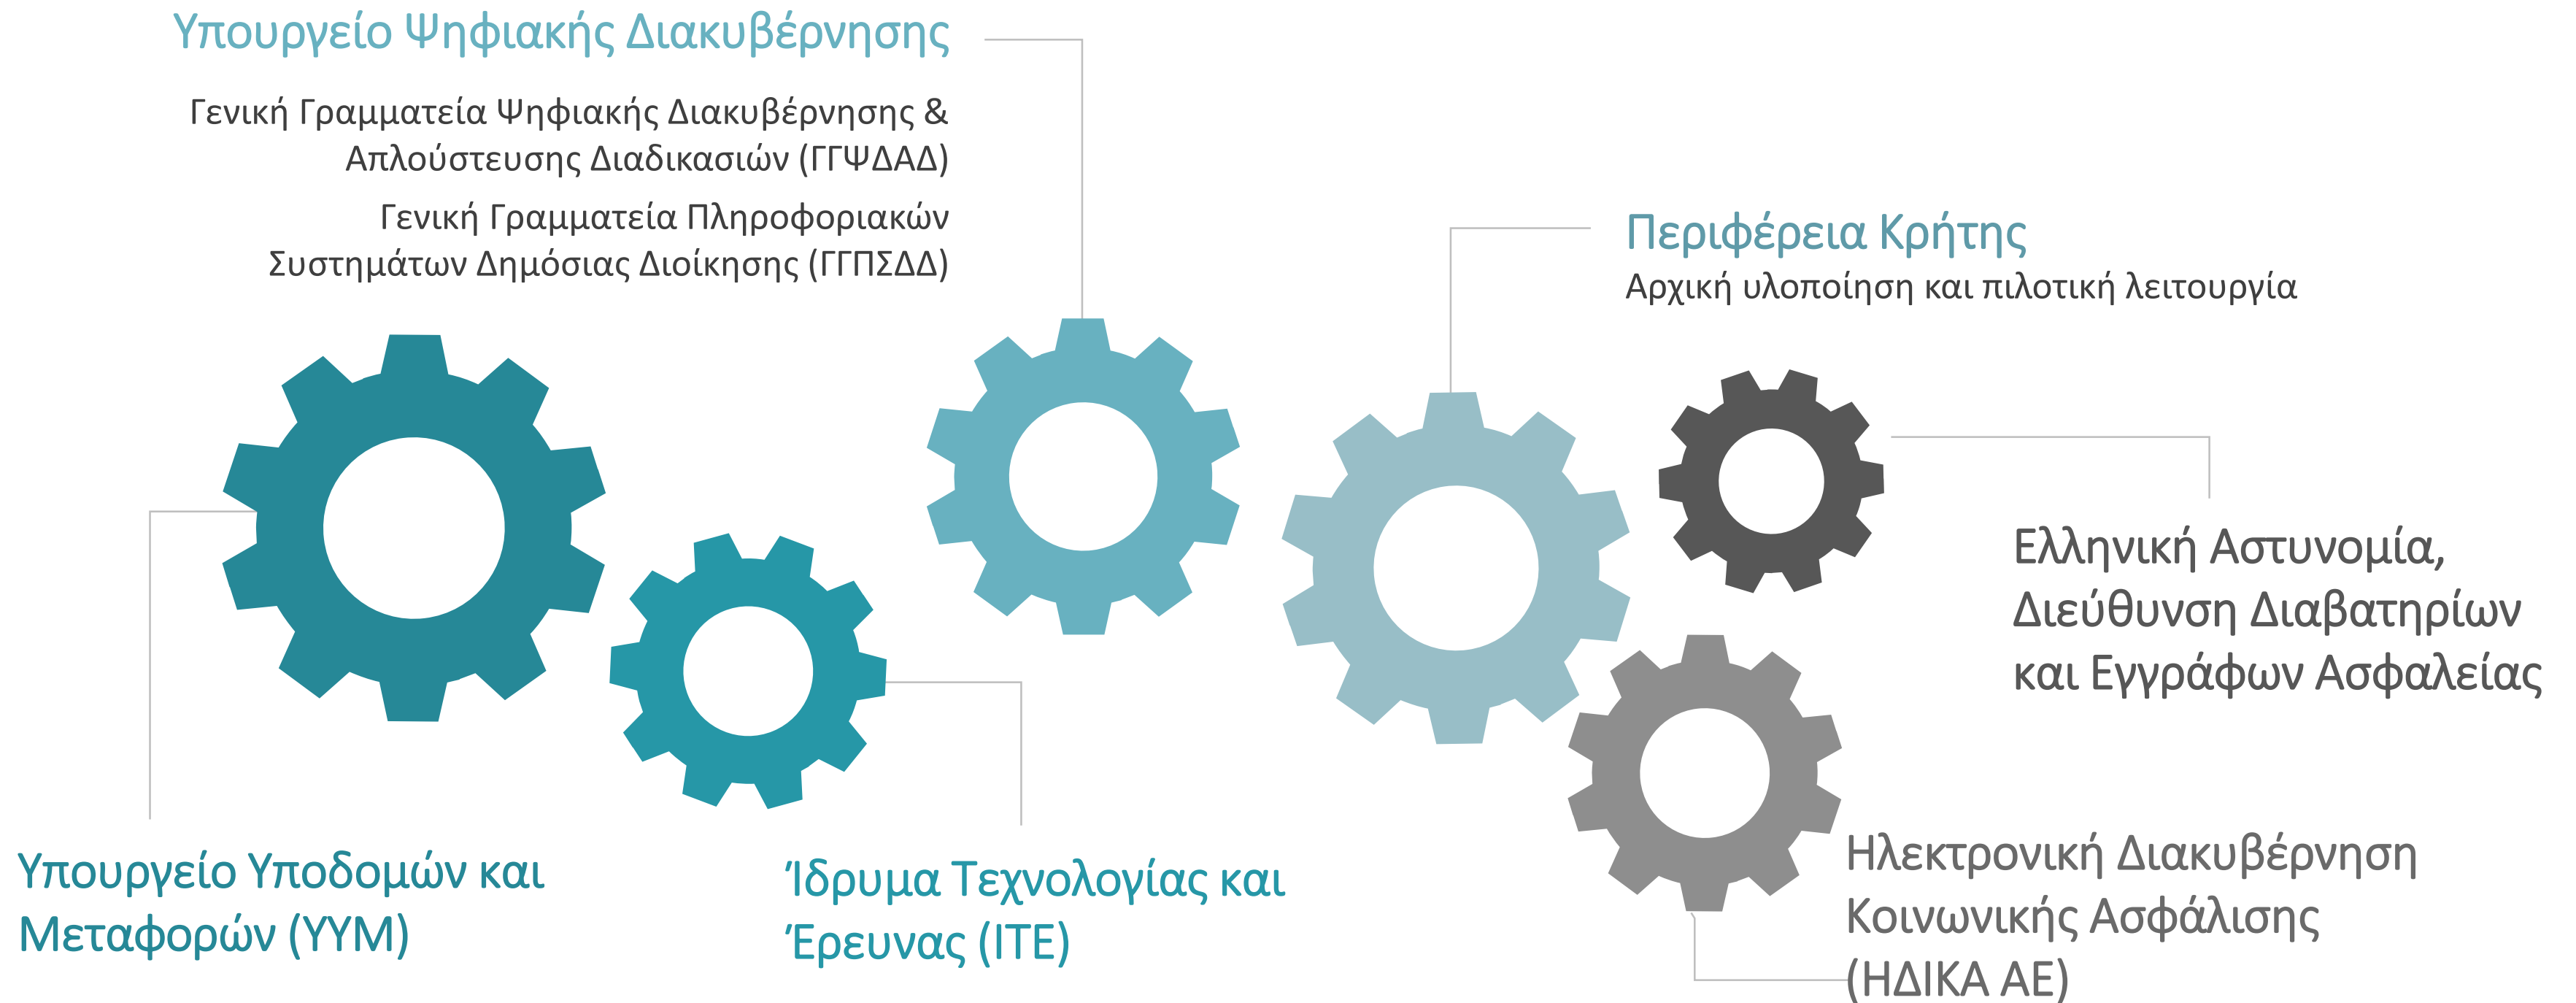 Υπουργείο Ψηφιακής Διακυβέρνησης
Γενική Γραμματεία Ψηφιακής Διακυβέρνησης &
Απλούστευσης Διαδικασιών (ΓΓΨΔΑΔ)
Γενική Γραμματεία Πληροφοριακών
Συστημάτων Δημόσιας Διοίκησης (ΓΓΠΣΔΔ)
Περιφέρεια Κρήτης
Αρχική υλοποίηση και πιλοτική λειτουργία
Ελληνική Αστυνομία,
Διεύθυνση Διαβατηρίων
και Εγγράφων Ασφαλείας
Υπουργείο Υποδομών και
Μεταφορών (ΥΥΜ)
Ίδρυμα Τεχνολογίας και
Έρευνας (ΙΤΕ)
Ηλεκτρονική Διακυβέρνηση
Κοινωνικής Ασφάλισης
(ΗΔΙΚΑ ΑΕ)